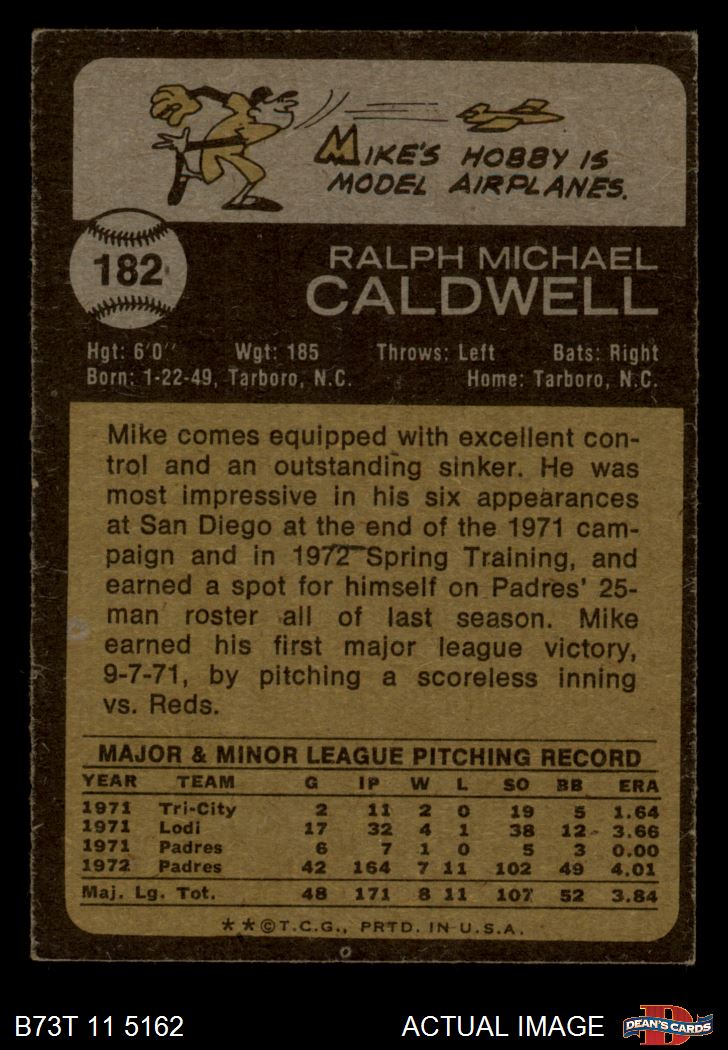 MIKE'S HOBBY IS
MODEL AIRPLANES.
182
RALPH MICHAEL
CALDWELL
Hgt: 6'0" Wgt: 185 Throws: Left Bats: Right
Born: 1-22-49, Tarboro, N.C. Home: Tarboro, N.C.
Mike comes equipped with excellent con-
trol and an outstanding sinker. He was
most impressive in his six appearances
at San Diego at the end of the 1971 cam-
paign and in 1972 Spring Training, and
earned a spot for himself on Padres' 25-
man roster all of last season. Mike
earned his first major league victory,
9-7-71, by pitching a scoreless inning
vs. Reds.
MAJOR & MINOR LEAGUE PITCHING RECORD
YEAR TEAM G IP W L SO BB ERA
1971 Tri-City 2 11 2 0 19 5 1.64
1971 Lodi 17 32 4 1 38 12 3.66
1971 Padres 6 7 1 0 5 3 0.00
1972 Padres 42 164 7 11 102 49 4.01
Maj. Lg. Tot. 48 171 8 11 107 52 3.84
**©T.C.G., PRTD. IN U.S.A.
B73T 11 5162 ACTUAL IMAGE
DEAN'S CARDS